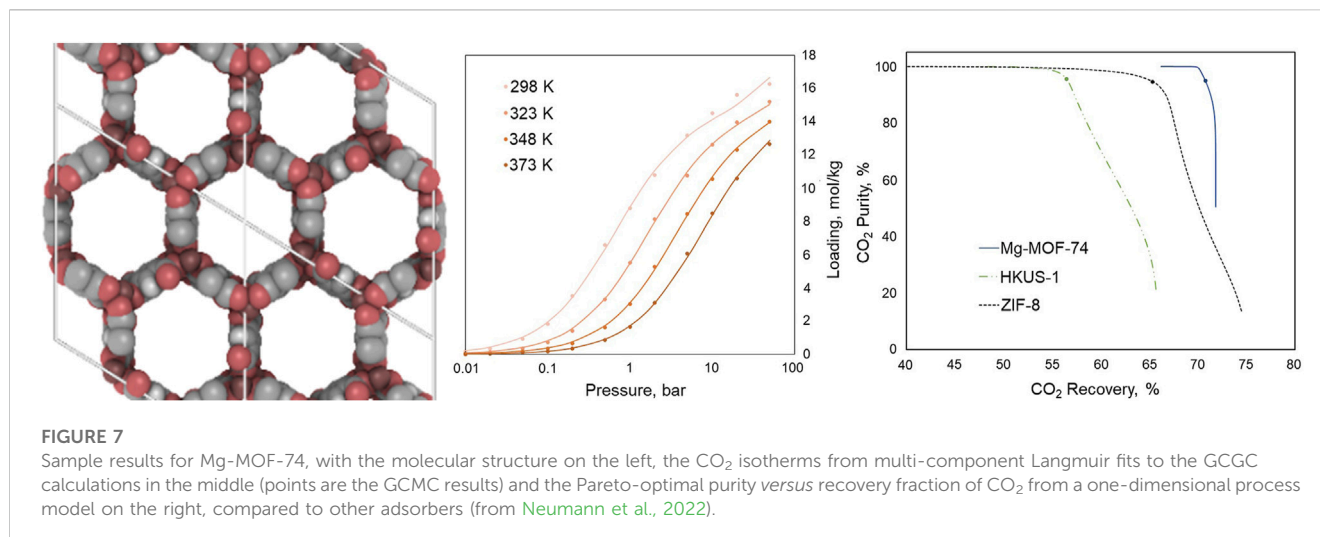 298 K
323 K
348 K
373 K
18
16
14
12
10
8
6
4
2
0
Loading, mol/kg
0.01
0.1
1
10
100
Pressure, bar
CO₂ Purity, %
100
80
60
40
20
0
Mg-MOF-74
HKUS-1
ZIF-8
40
45
50
55
60
65
70
75
80
CO₂ Recovery, %
FIGURE 7
Sample results for Mg-MOF-74, with the molecular structure on the left, the CO₂ isotherms from multi-component Langmuir fits to the GCGC
calculations in the middle (points are the GCMC results) and the Pareto-optimal purity versus recovery fraction of CO₂ from a one-dimensional process
model on the right, compared to other adsorbers (from Neumann et al., 2022).